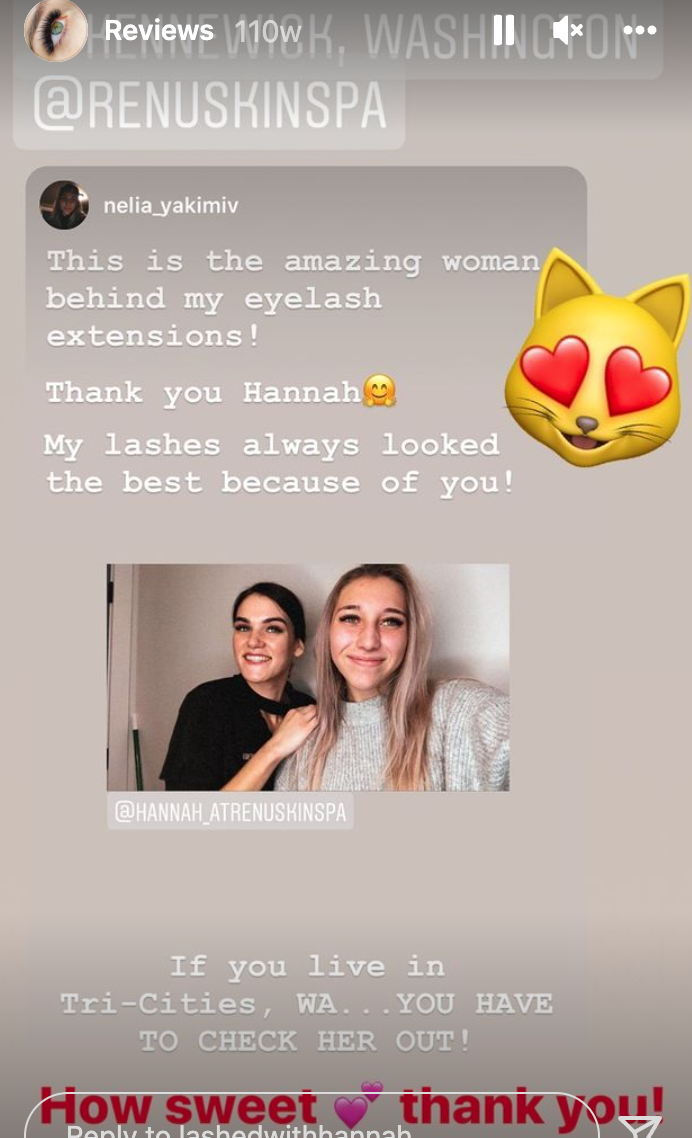 Reviews 110w
KENNEWICK, WASHINGTON
@RENUSKINSPA
nelia_yakimiv
This is the amazing woman
behind my eyelash
extensions!
Thank you Hannah🤗
My lashes always looked
the best because of you!
@HANNAH_ATRENUSKINSPA
If you live in
Tri-Cities, WA...YOU HAVE
TO CHECK HER OUT!
How sweet 💞 thank you!
Reply to lashedwithhannah